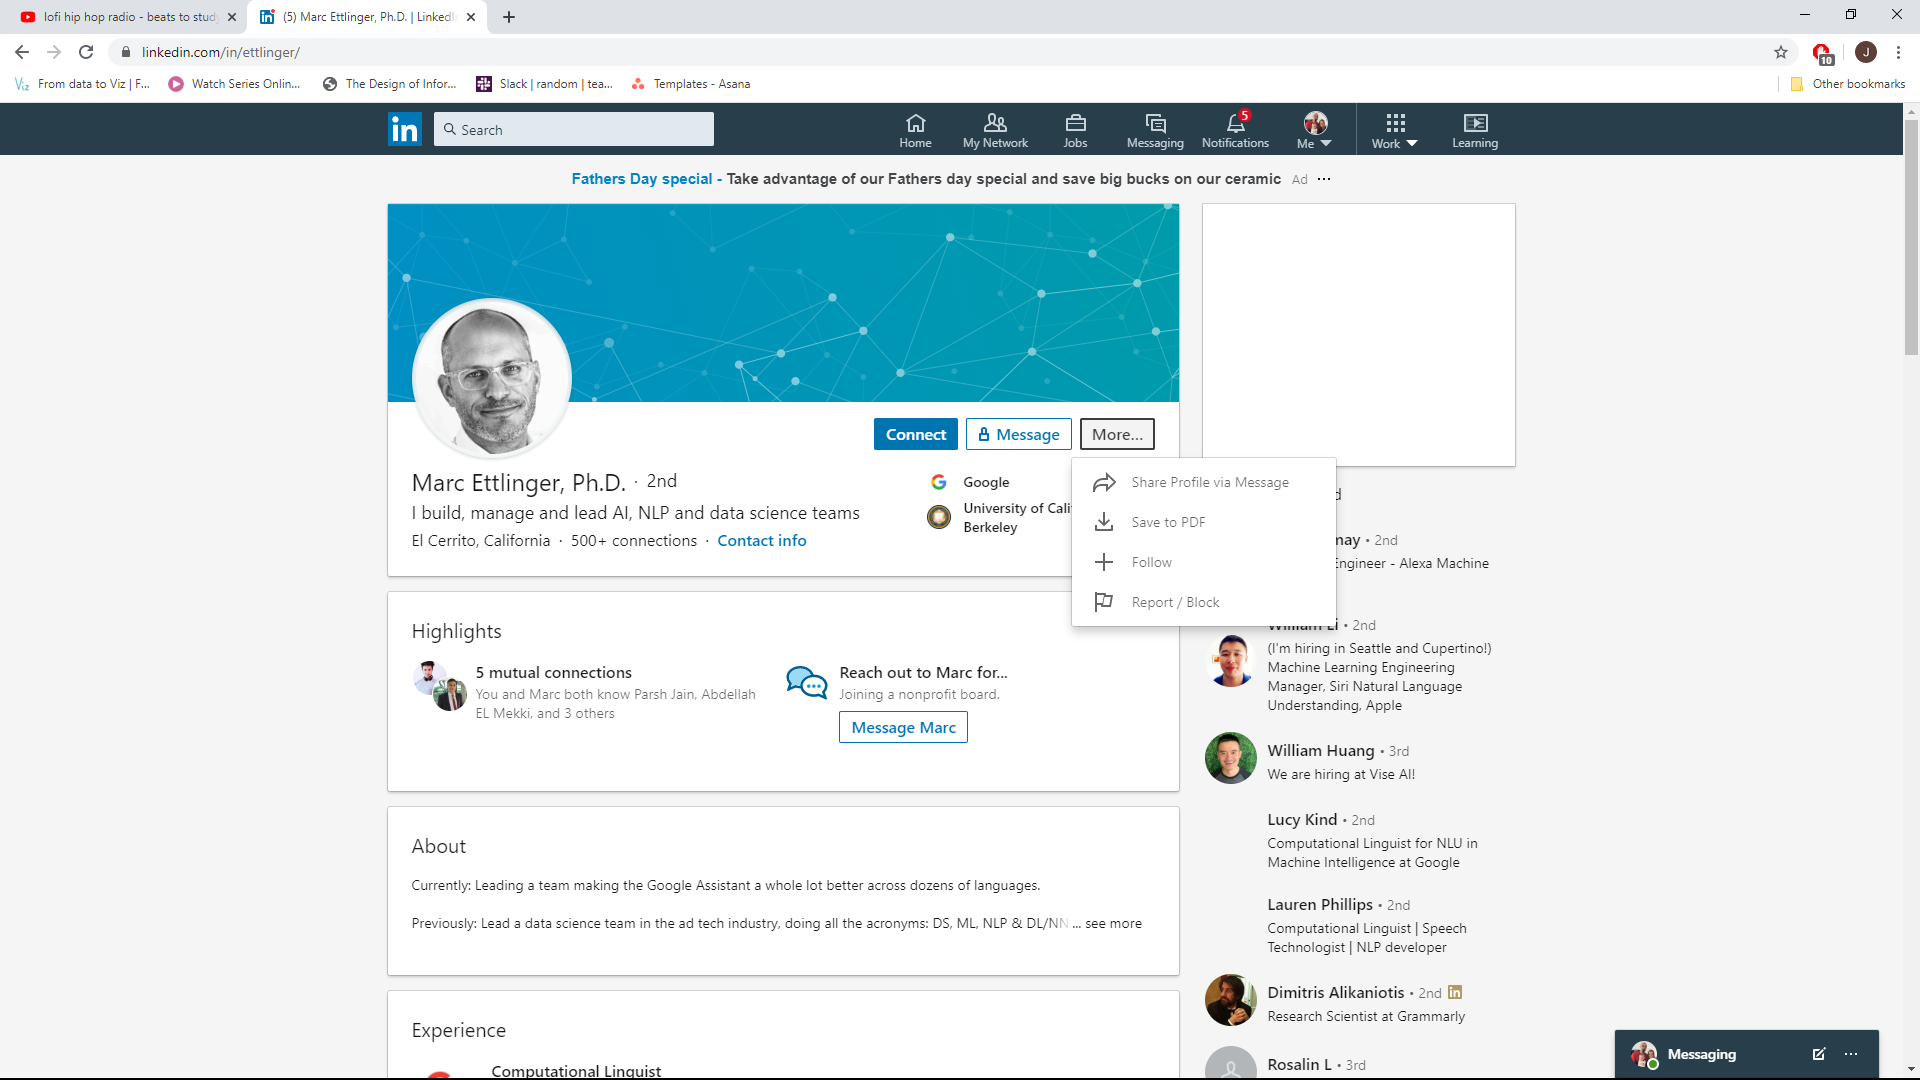 lofi hip hop radio - beats to study
(5) Marc Ettlinger, Ph.D. | LinkedIn
linkedin.com/in/ettlinger/
J
10
From data to Viz | F...
Watch Series Onlin...
The Design of Infor...
Slack | random | tea...
Templates - Asana
Other bookmarks
in
Search
Home
My Network
Jobs
Messaging
5
Notifications
Me
Work
Learning
Fathers Day special - Take advantage of our Fathers day special and save big bucks on our ceramic
Ad
Connect
Message
More...
Share Profile via Message
Save to PDF
Follow
Report / Block
Marc Ettlinger, Ph.D. · 2nd
I build, manage and lead AI, NLP and data science teams
El Cerrito, California · 500+ connections · Contact info
Google
University of Cali
Berkeley
Highlights
5 mutual connections
You and Marc both know Parsh Jain, Abdellah
EL Mekki, and 3 others
Reach out to Marc for...
Joining a nonprofit board.
Message Marc
About
Currently: Leading a team making the Google Assistant a whole lot better across dozens of languages.
Previously: Lead a data science team in the ad tech industry, doing all the acronyms: DS, ML, NLP & DL/NN ... see more
Experience
Computational Linguist
d
may • 2nd
Engineer - Alexa Machine
William Li • 2nd
(I'm hiring in Seattle and Cupertino!)
Machine Learning Engineering
Manager, Siri Natural Language
Understanding, Apple
William Huang • 3rd
We are hiring at Vise AI!
Lucy Kind • 2nd
Computational Linguist for NLU in
Machine Intelligence at Google
Lauren Phillips • 2nd
Computational Linguist | Speech
Technologist | NLP developer
Dimitris Alikaniotis • 2nd in
Research Scientist at Grammarly
Rosalin L • 3rd
Messaging